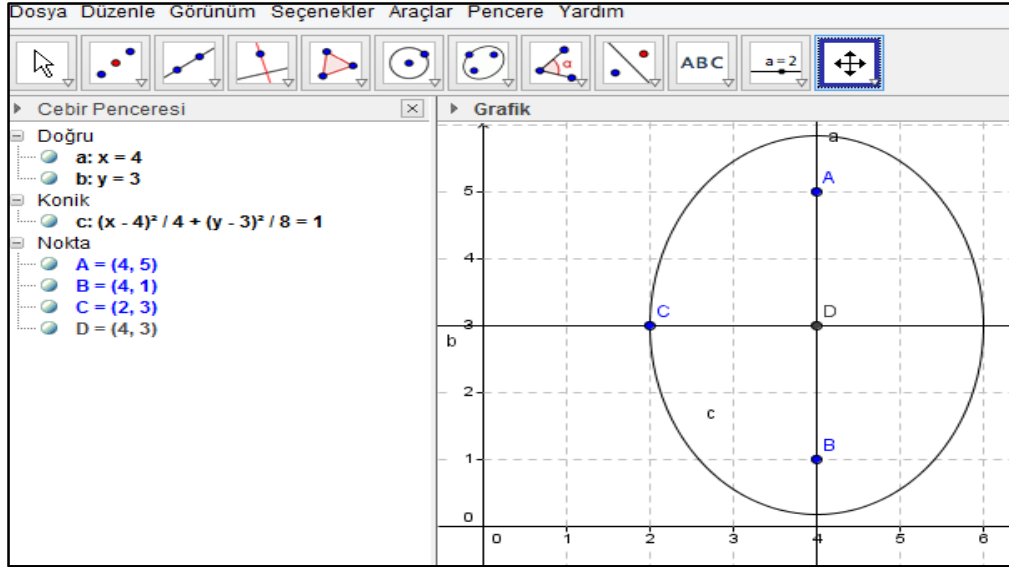 Dosya Düzenle Görünüm Seçenekler Araçlar Pencere Yardım
α ABC a=2
Cebir Penceresi
Doğru
a: x = 4
b: y = 3
Konik
c: (x - 4)² / 4 + (y - 3)² / 8 = 1
Nokta
A = (4, 5)
B = (4, 1)
C = (2, 3)
D = (4, 3)
Grafik
a
A
5
4
C
D
3
b
2
c
B
1
0
0 1 2 3 4 5 6